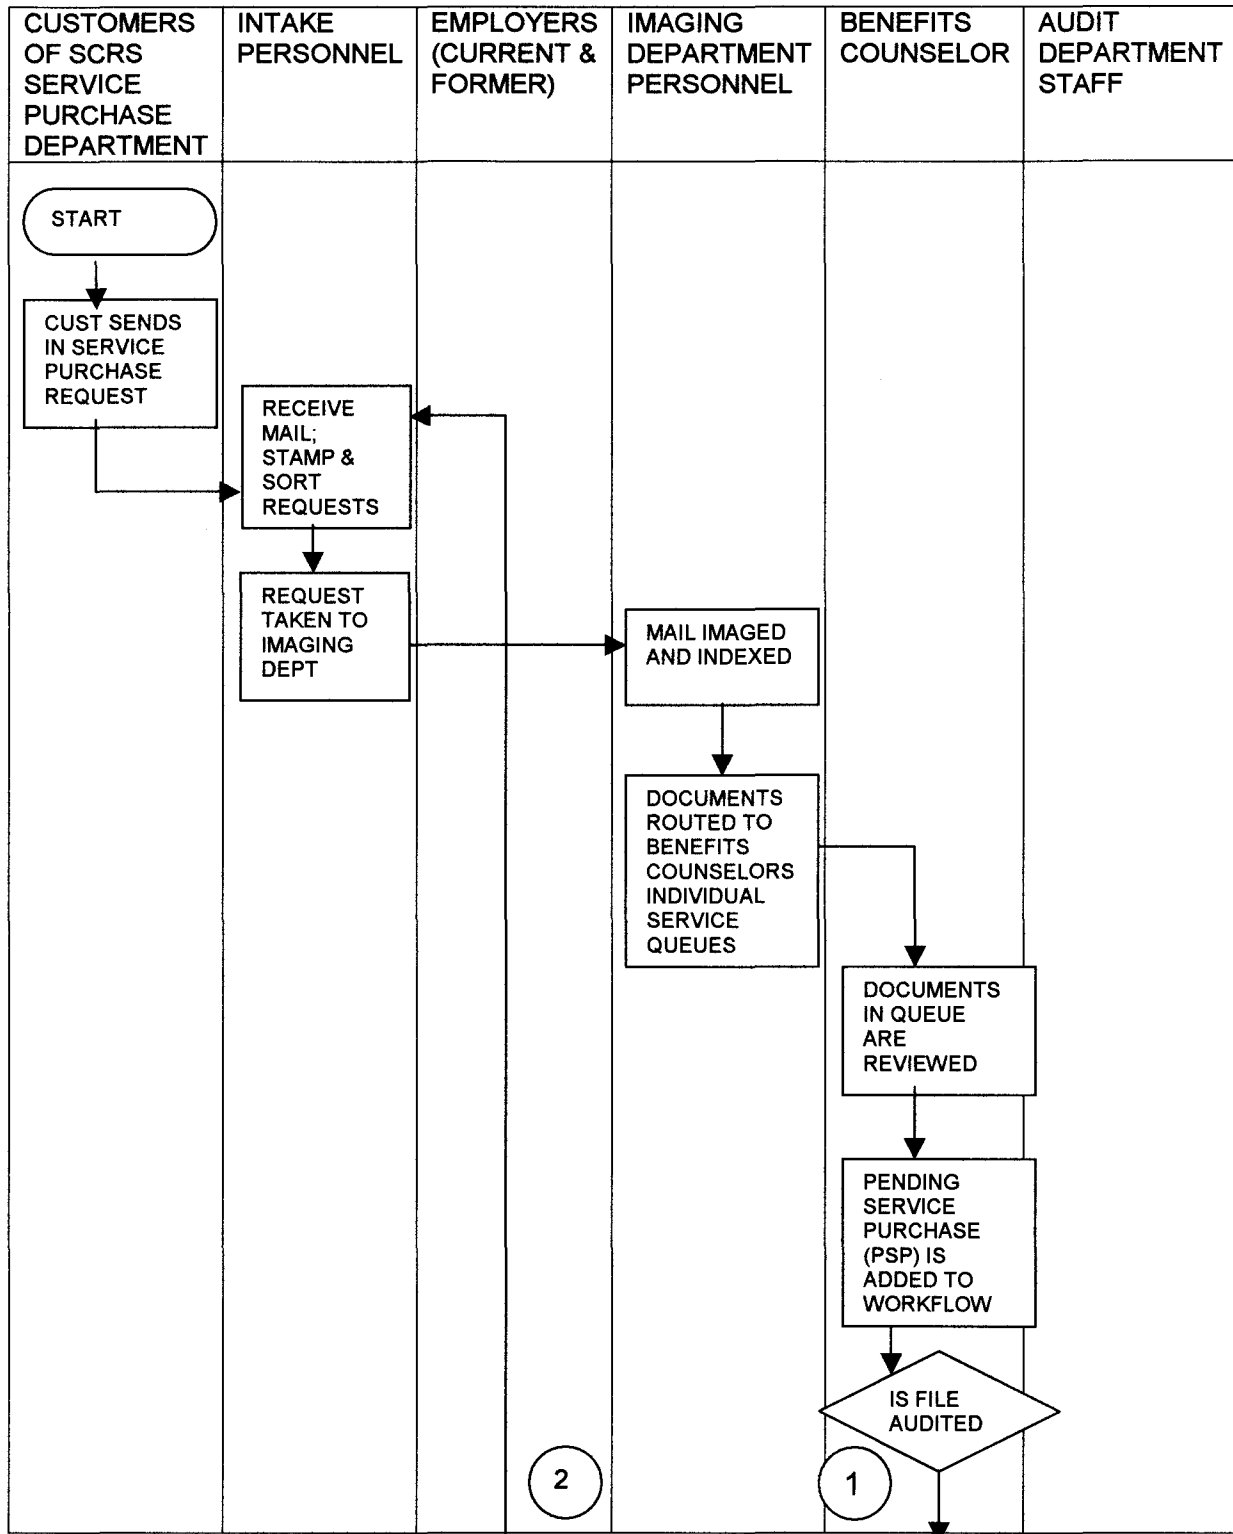 CUSTOMERS
OF SCRS
SERVICE
PURCHASE
DEPARTMENT
INTAKE
PERSONNEL
EMPLOYERS
(CURRENT &
FORMER)
IMAGING
DEPARTMENT
PERSONNEL
BENEFITS
COUNSELOR
AUDIT
DEPARTMENT
STAFF
START
CUST SENDS
IN SERVICE
PURCHASE
REQUEST
RECEIVE
MAIL;
STAMP &
SORT
REQUESTS
REQUEST
TAKEN TO
IMAGING
DEPT
MAIL IMAGED
AND INDEXED
DOCUMENTS
ROUTED TO
BENEFITS
COUNSELORS
INDIVIDUAL
SERVICE
QUEUES
DOCUMENTS
IN QUEUE
ARE
REVIEWED
PENDING
SERVICE
PURCHASE
(PSP) IS
ADDED TO
WORKFLOW
IS FILE
AUDITED
2
1